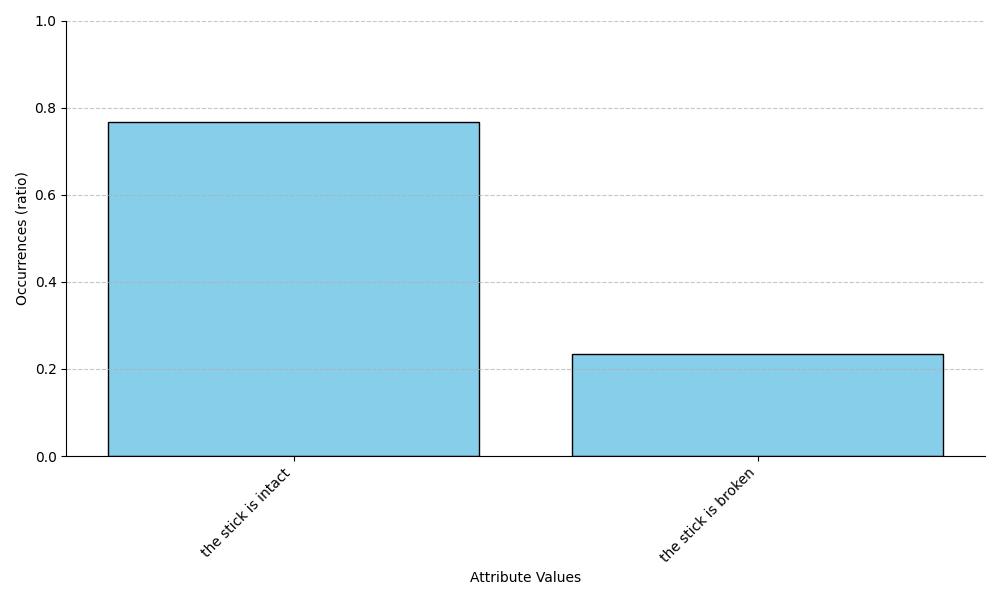 1.0
0.8
0.6
0.4
0.2
0.0
Occurrences (ratio)
the stick is intact
the stick is broken
Attribute Values